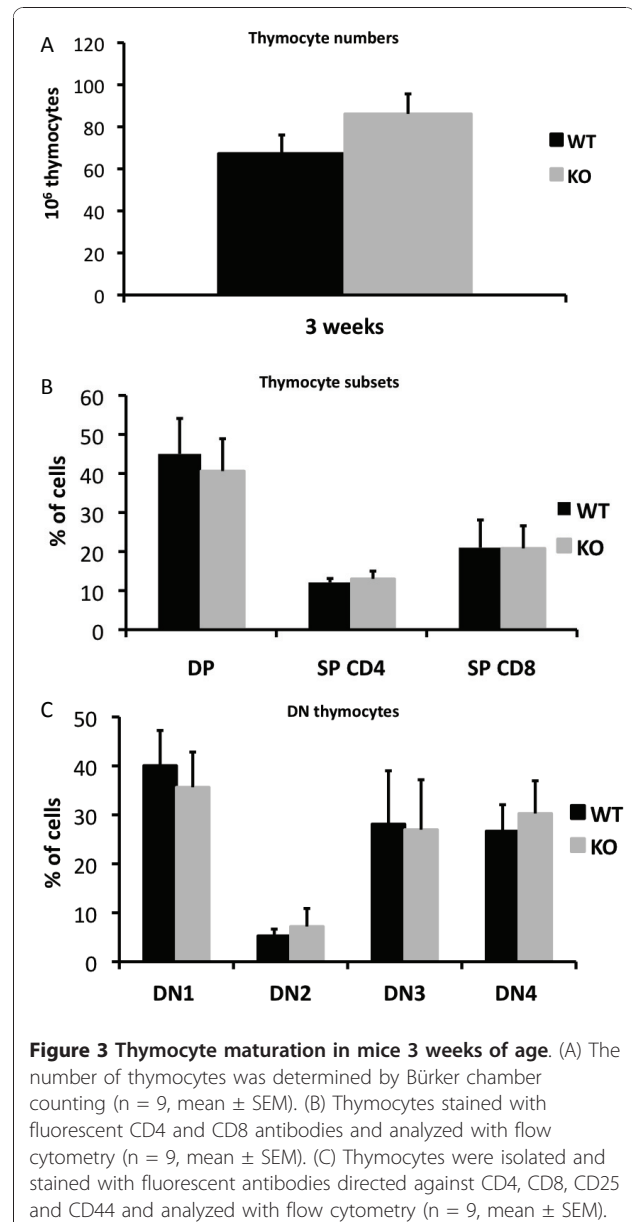 A
Thymocyte numbers
120
100
80
60
40
20
0
10⁶ thymocytes
WT
KO
3 weeks
B
Thymocyte subsets
60
50
40
30
20
10
0
% of cells
WT
KO
DP SP CD4 SP CD8
C
DN thymocytes
50
40
30
20
10
0
% of cells
WT
KO
DN1 DN2 DN3 DN4
Figure 3 Thymocyte maturation in mice 3 weeks of age. (A) The
number of thymocytes was determined by Bürker chamber
counting (n = 9, mean ± SEM). (B) Thymocytes stained with
fluorescent CD4 and CD8 antibodies and analyzed with flow
cytometry (n = 9, mean ± SEM). (C) Thymocytes were isolated and
stained with fluorescent antibodies directed against CD4, CD8, CD25
and CD44 and analyzed with flow cytometry (n = 9, mean ± SEM).